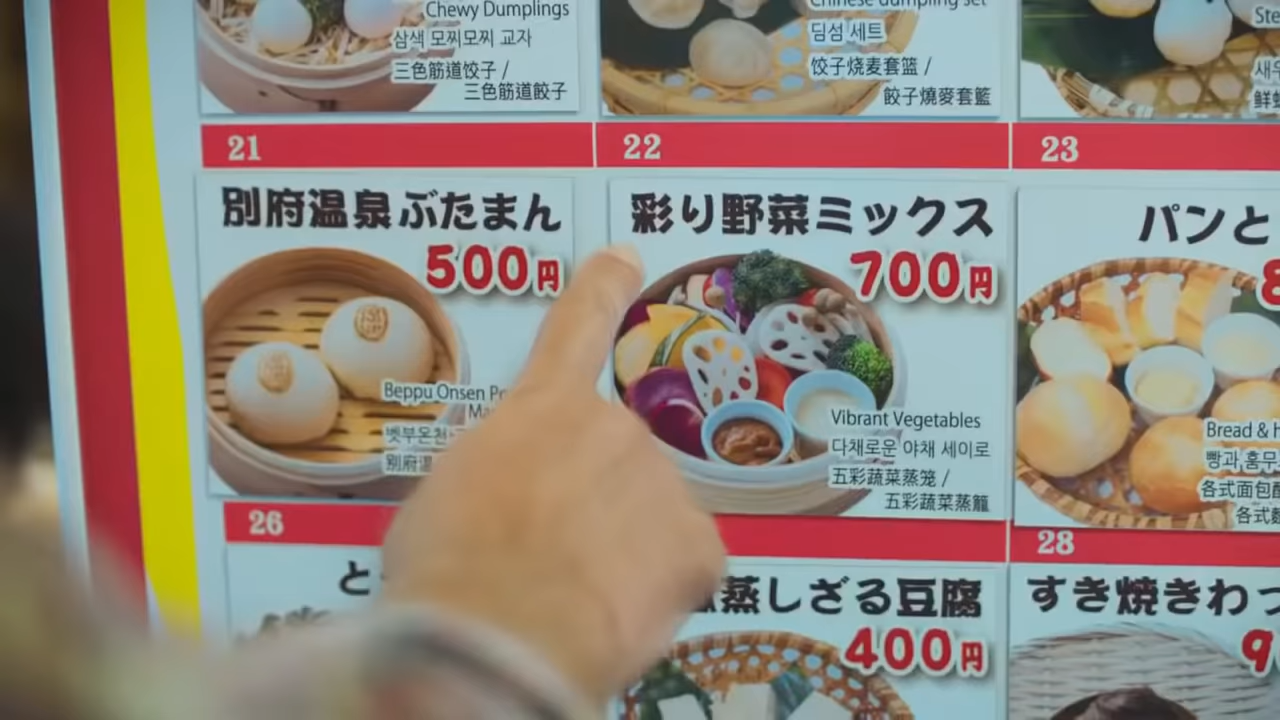 Chewy Dumplings
삼색 모찌모찌 교자
三色筋道饺子 /
三色筋道餃子
Chinese dumpling set
딤섬 세트
饺子烧麦套篮 /
餃子燒麥套籃
21
22
23
別府温泉ぶたまん
500円
Beppu Onsen
벳부온천
別府温
彩り野菜ミックス
700円
Vibrant Vegetables
다채로운 야채 세이로
五彩蔬菜蒸笼 /
五彩蔬菜蒸籠
パンと
Bread &
빵과 훔무
各式面包
各式
26
28
と
蒸しざる豆腐
400円
すき焼きわっ